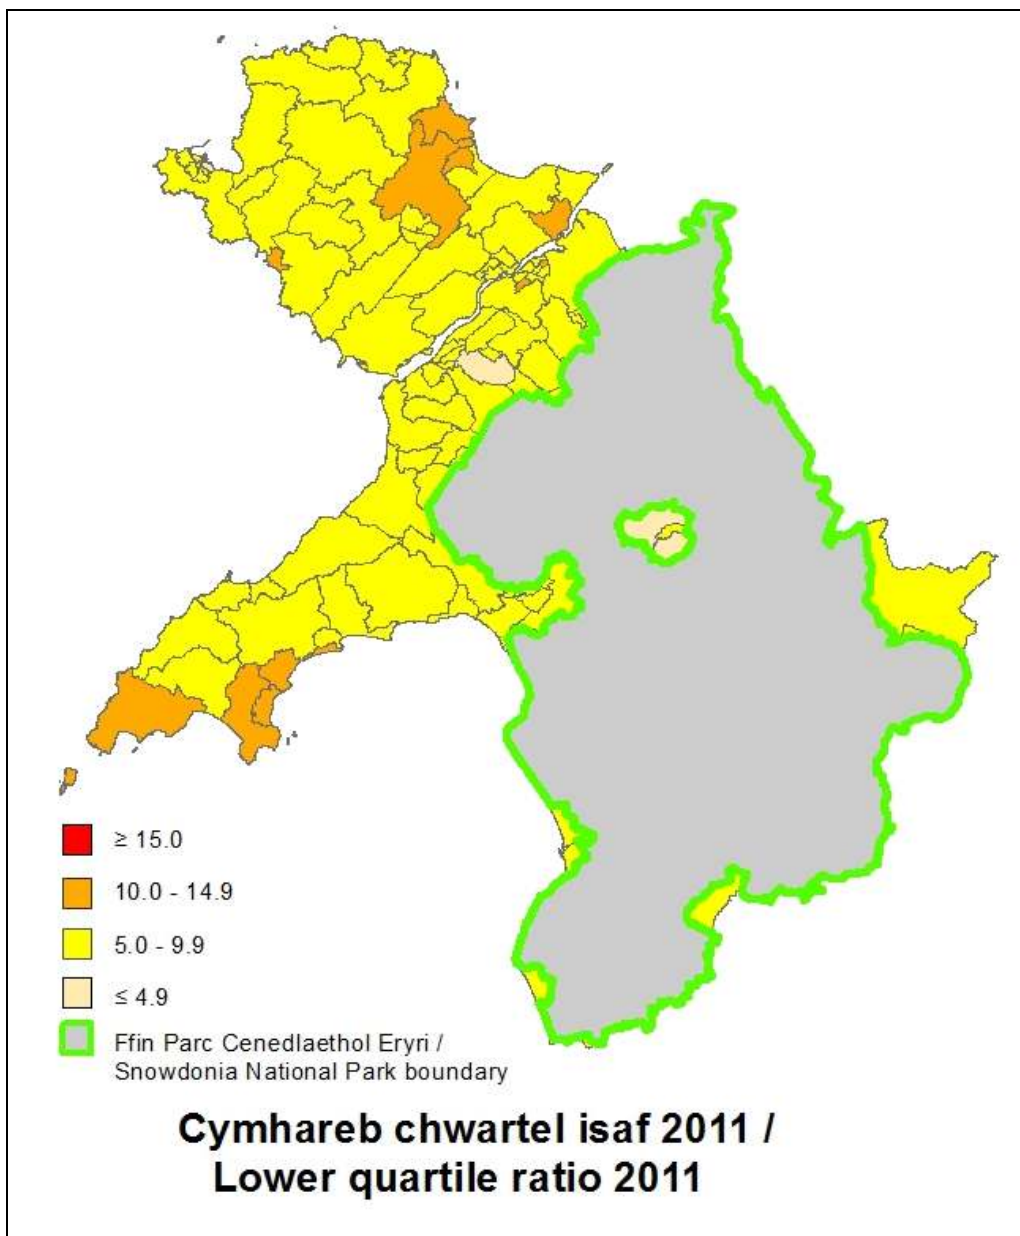 ≥ 15.0
10.0 - 14.9
5.0 - 9.9
≤ 4.9
Ffin Parc Cenedlaethol Eryri /
Snowdonia National Park boundary
Cymhareb chwartel isaf 2011 /
Lower quartile ratio 2011